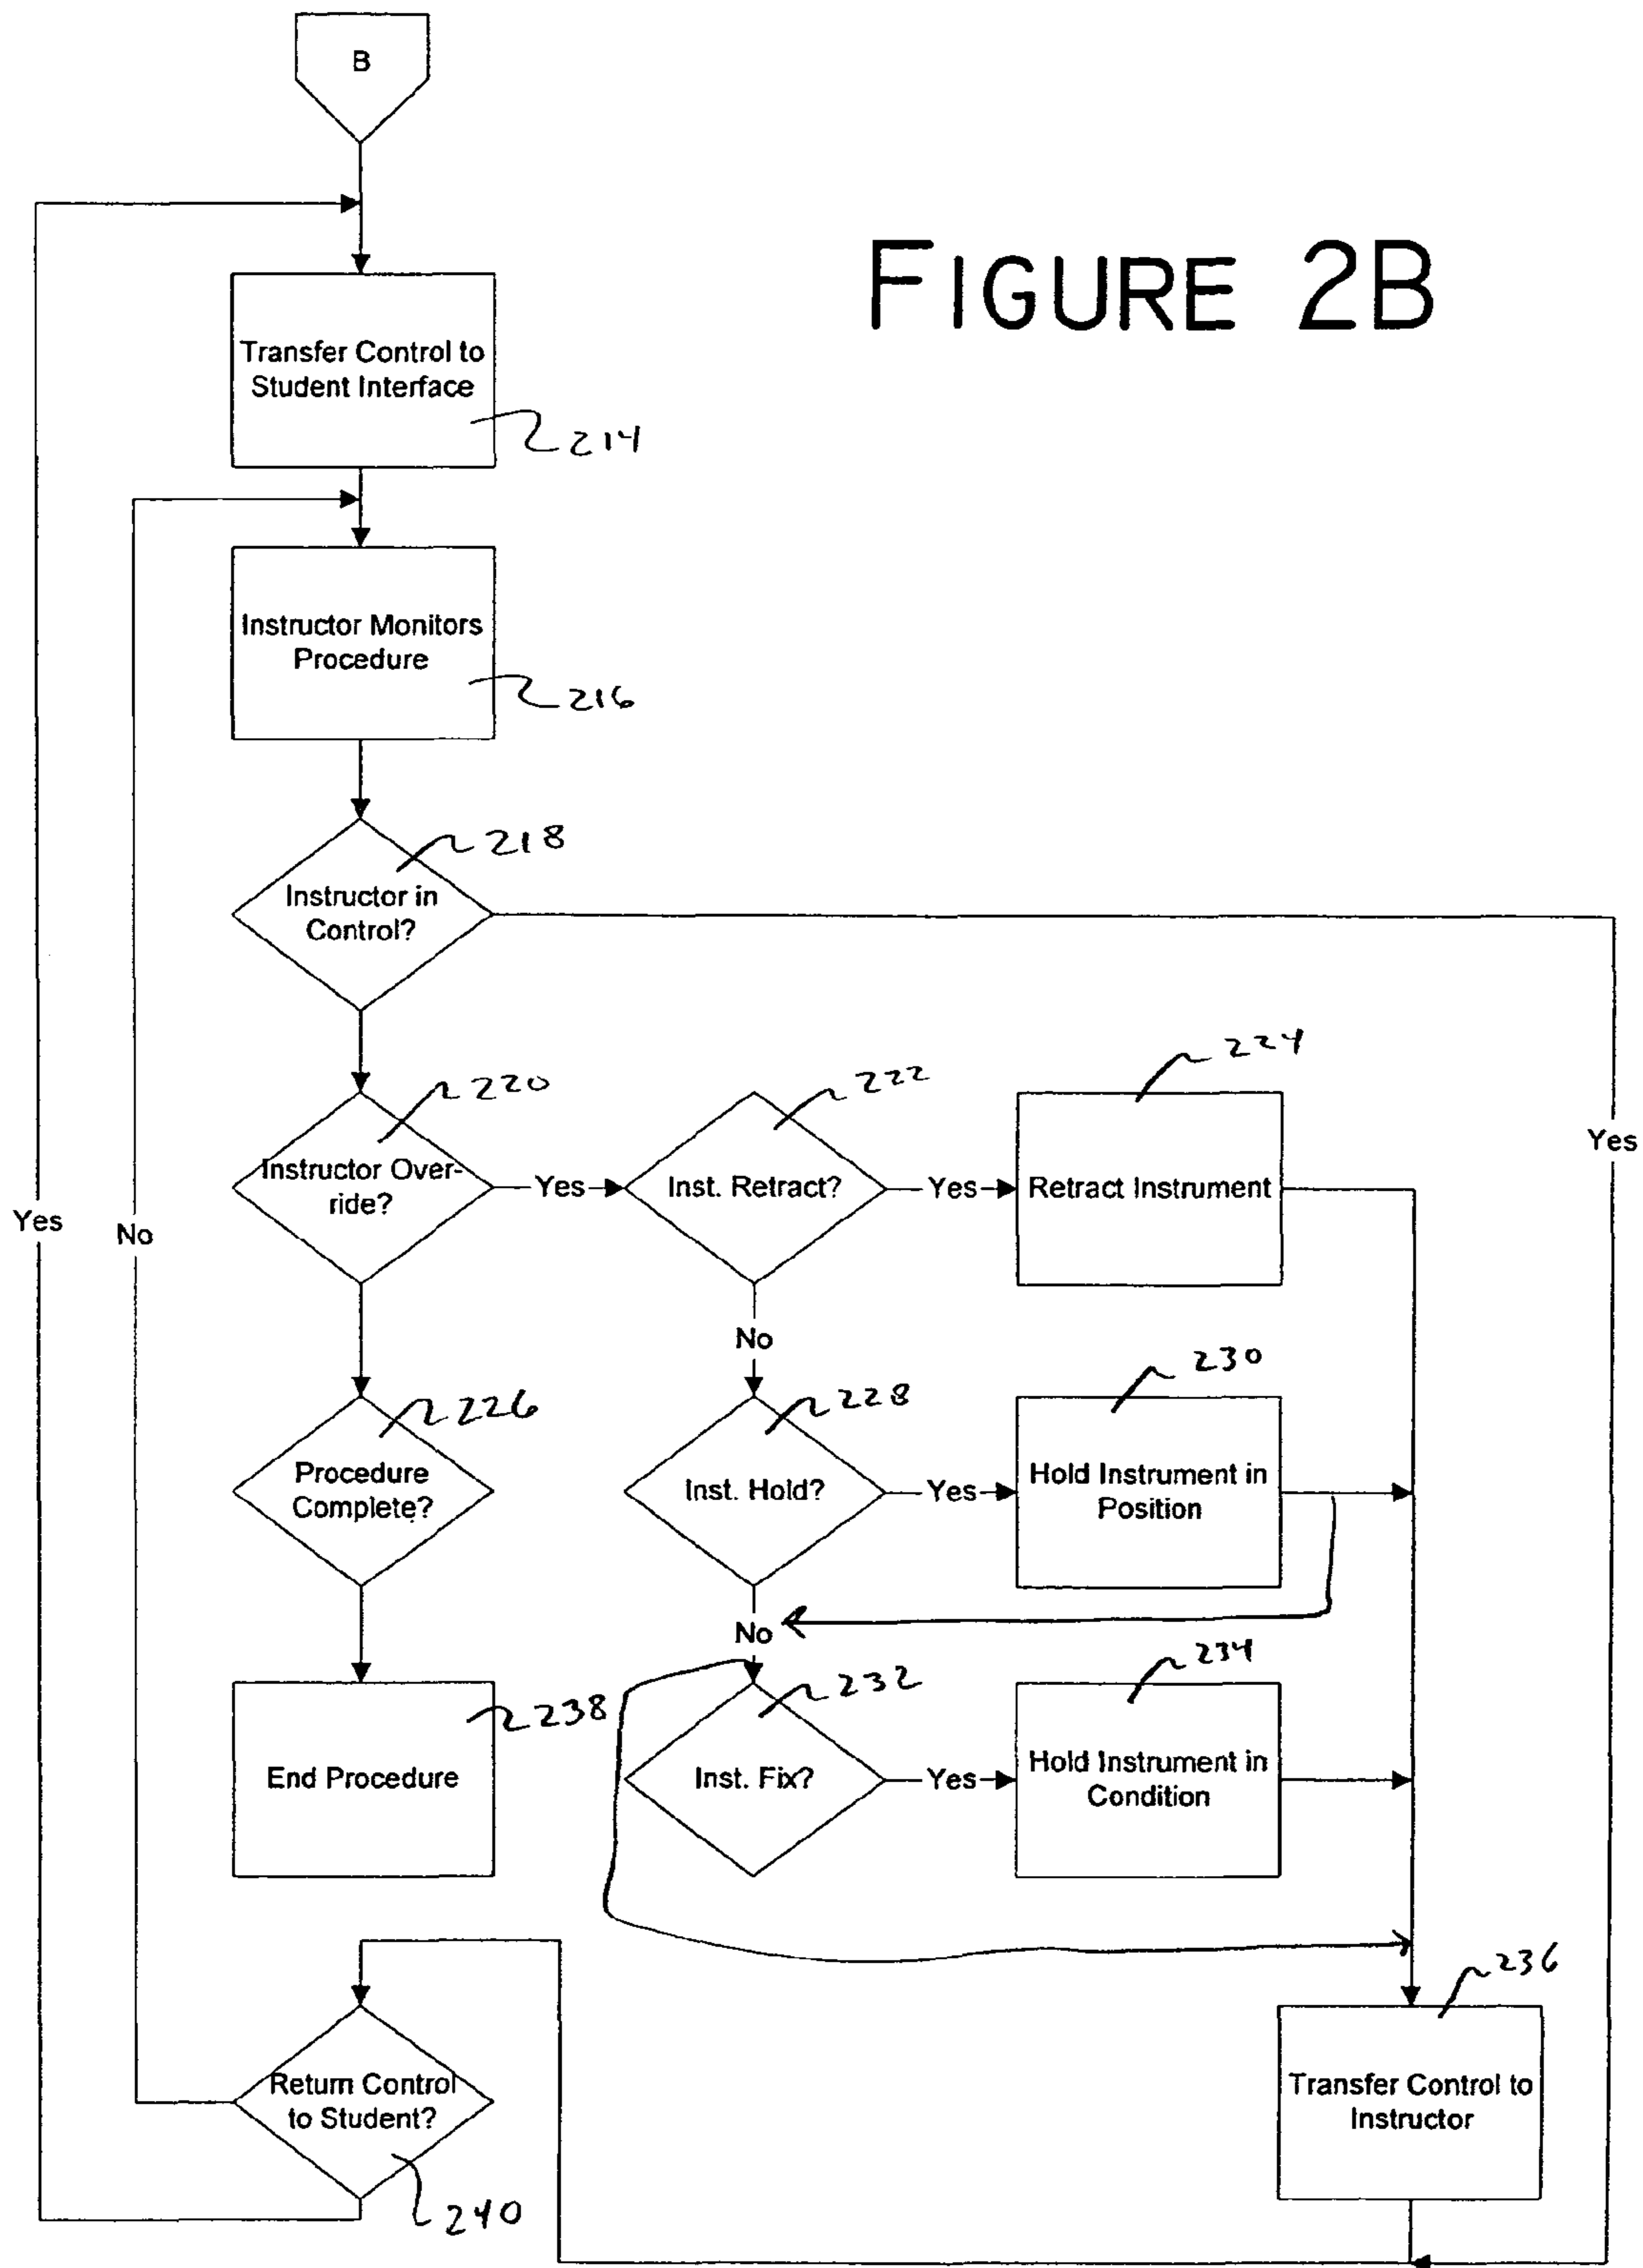 B
FIGURE 2B
Transfer Control to
Student Interface
214
Instructor Monitors
Procedure
216
218
Instructor in
Control?
220
Instructor Over-
ride?
Yes
222
Inst. Retract?
Yes
224
Retract Instrument
Yes
Yes
No
No
226
Procedure
Complete?
228
Inst. Hold?
Yes
230
Hold Instrument in
Position
No
238
End Procedure
232
Inst. Fix?
Yes
234
Hold Instrument in
Condition
236
Transfer Control to
Instructor
Return Control
to Student?
240